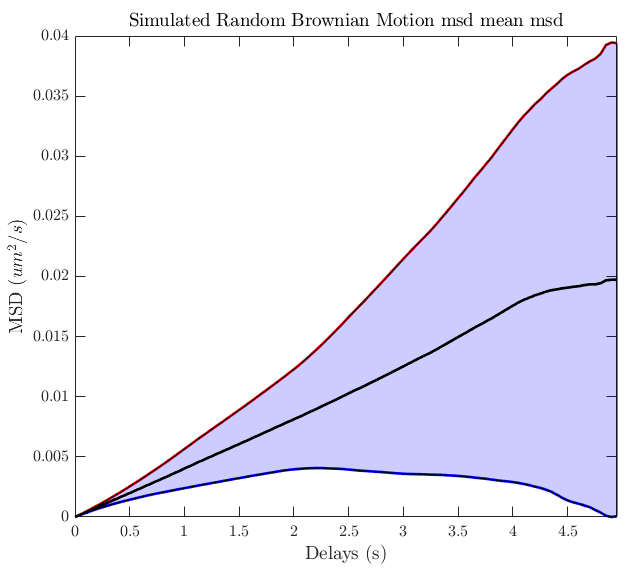 Simulated Random Brownian Motion msd mean msd
0.04
0.035
0.03
0.025
0.02
0.015
0.01
0.005
0
MSD (um²/s)
0 0.5 1 1.5 2 2.5 3 3.5 4 4.5
Delays (s)